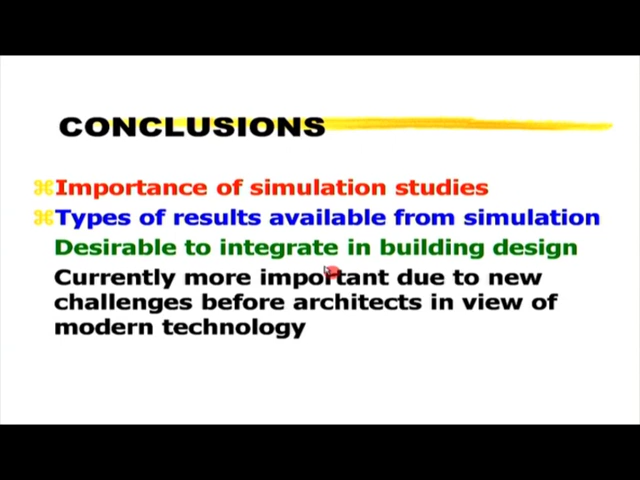 CONCLUSIONS
⌘Importance of simulation studies
⌘Types of results available from simulation
Desirable to integrate in building design
Currently more important due to new
challenges before architects in view of
modern technology